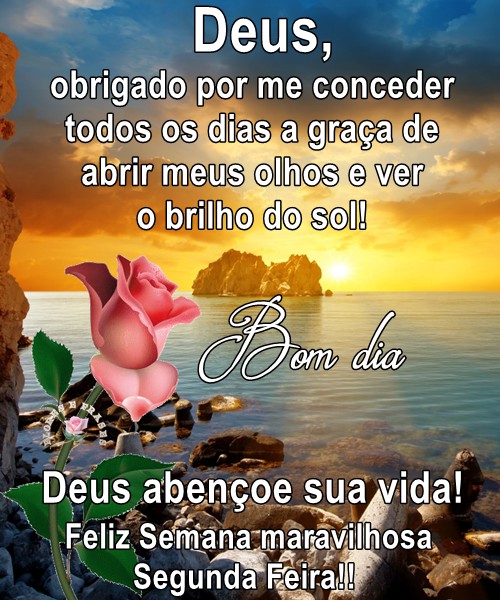 Deus,
obrigado por me conceder
todos os dias a graça de
abrir meus olhos e ver
o brilho do sol!
Bom dia
Deus abençoe sua vida!
Feliz Semana maravilhosa
Segunda Feira!!